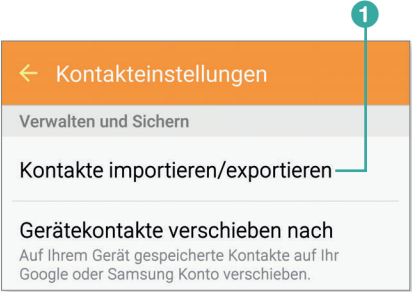 1
← Kontakteinstellungen
Verwalten und Sichern
Kontakte importieren/exportieren
Gerätekontakte verschieben nach
Auf Ihrem Gerät gespeicherte Kontakte auf Ihr
Google oder Samsung Konto verschieben.